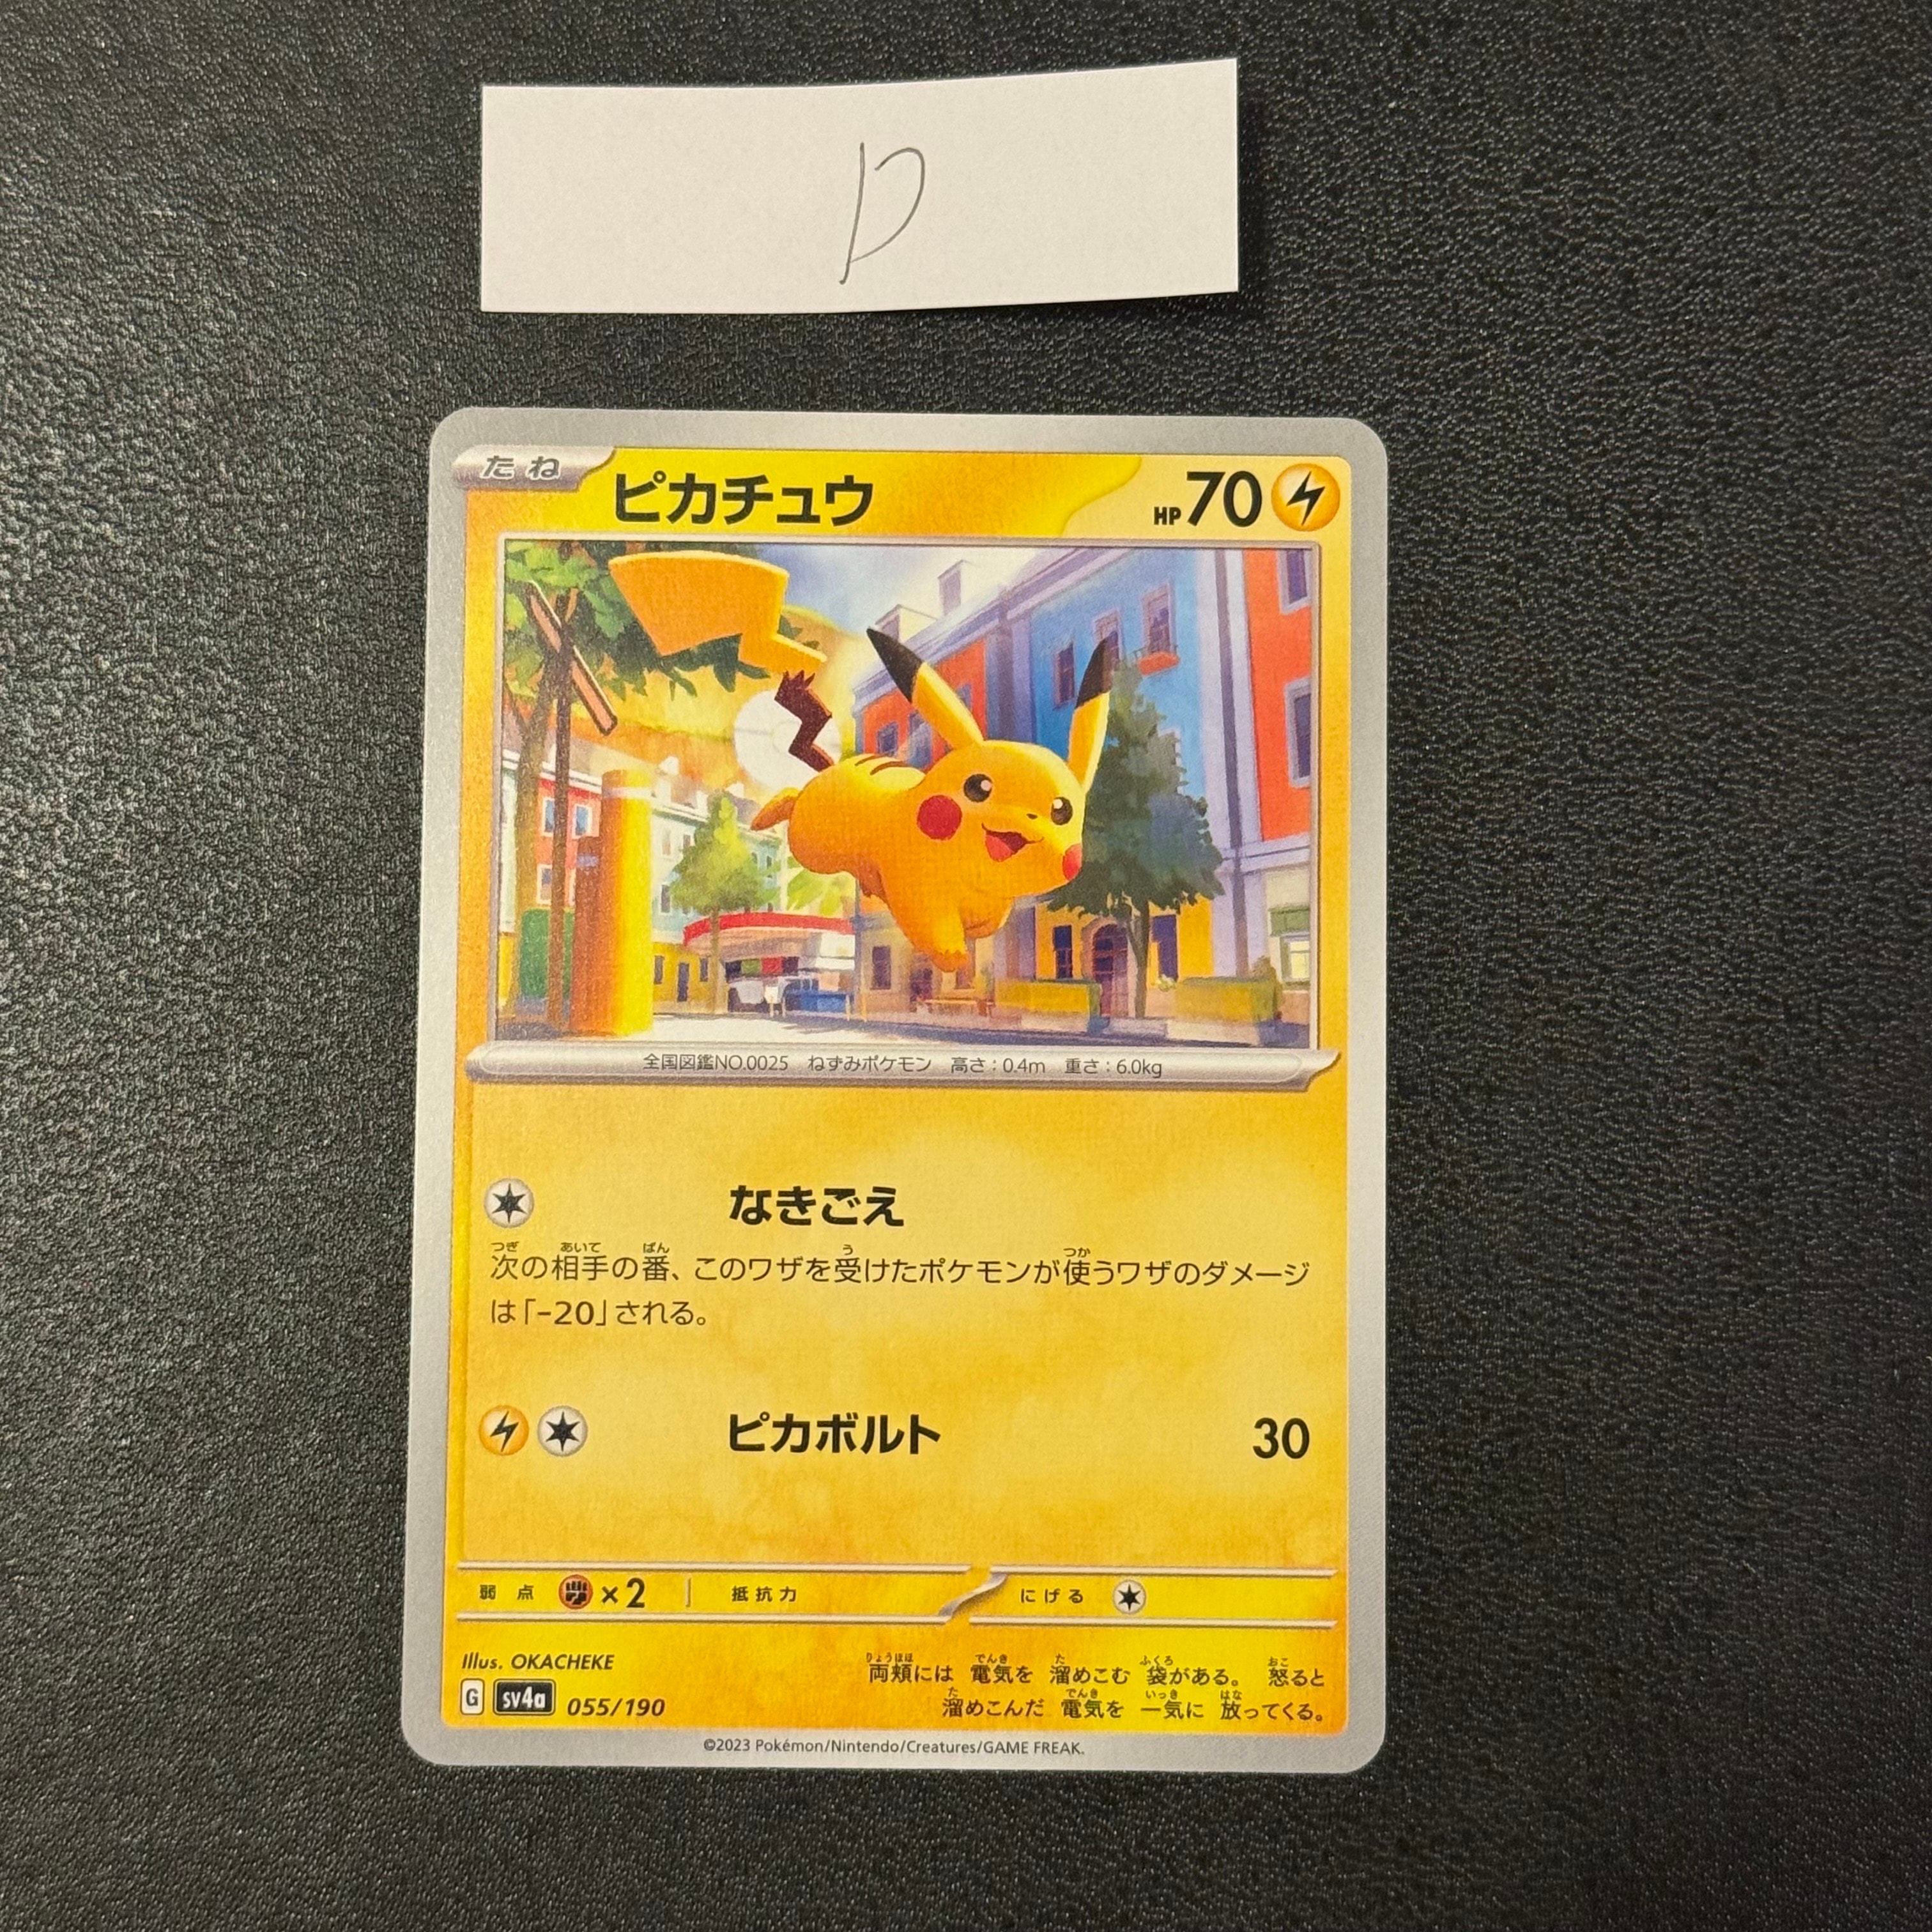 D
たね ピカチュウ HP70
全国図鑑NO.0025 ねずみポケモン 高さ:0.4m 重さ:6.0kg
なきごえ
次の相手の番、このワザを受けたポケモンが使うワザのダメージ
は「-20」される。
ピカボルト 30
弱点 ×2 抵抗力 にげる
Illus. OKACHEKE
G sv4a 055/190
両頬には 電気を 溜めこむ 袋がある。 怒ると
溜めこんだ 電気を 一気に 放ってくる。
©2023 Pokémon/Nintendo/Creatures/GAME FREAK.